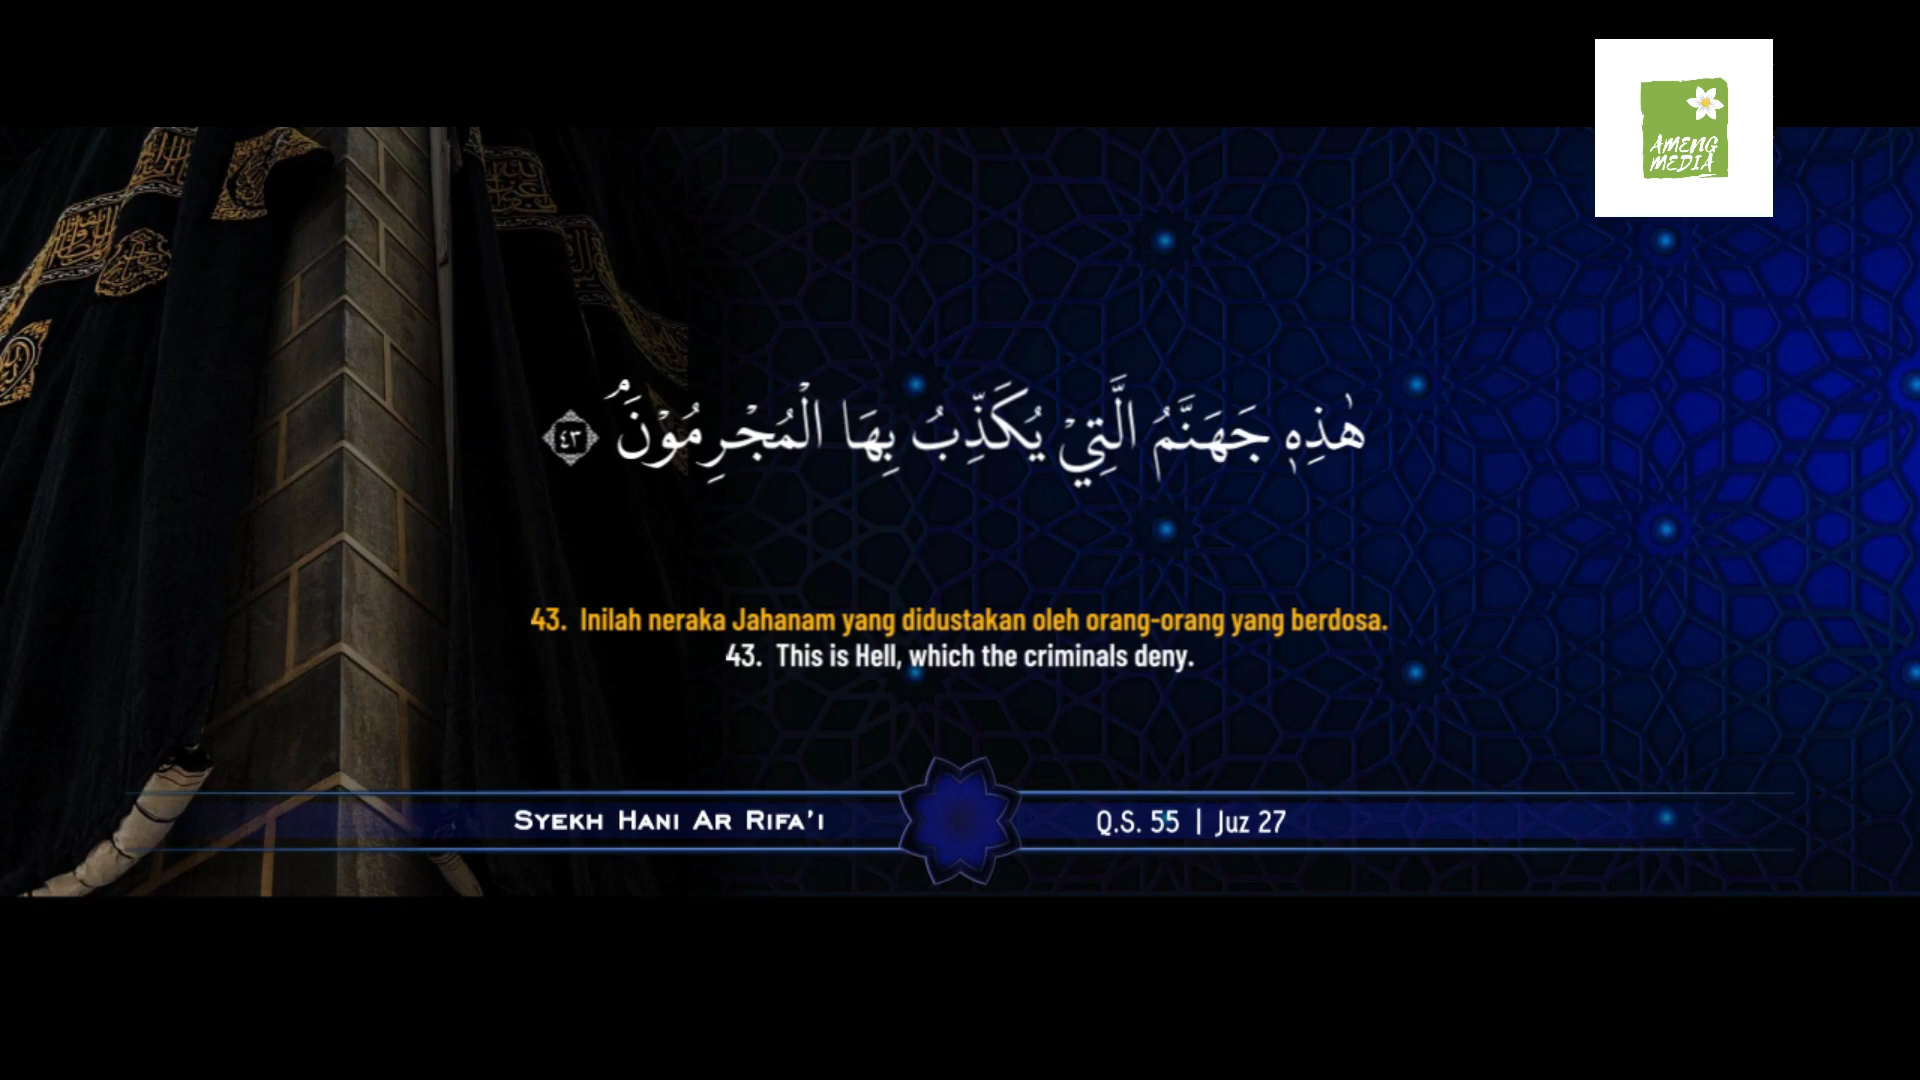 AMENG
MEDIA
هٰذِهٖ جَهَنَّمُ الَّتِيْ يُكَذِّبُ بِهَا الْمُجْرِمُوْنَۘ ٤٣
43. Inilah neraka Jahanam yang didustakan oleh orang-orang yang berdosa.
43. This is Hell, which the criminals deny.
SYEKH HANI AR RIFA'I
Q.S. 55 | Juz 27